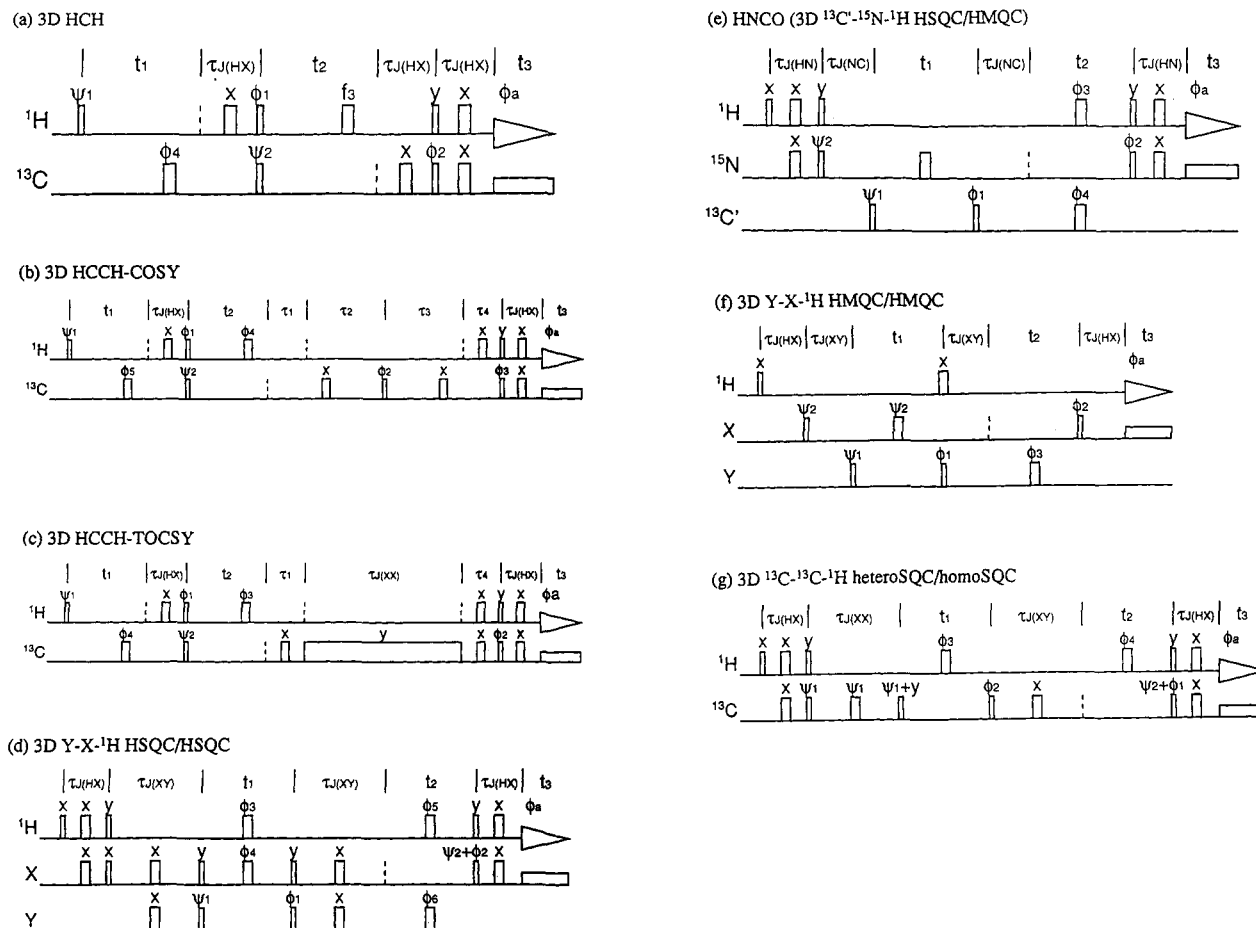 (a) 3D HCH
t1 τJ(HX) t2 τJ(HX) τJ(HX) t3
ψ1 x ϕ1 f3 y x ϕa
1H
ϕ4 ψ2 x ϕ2 x
13C
(b) 3D HCCH-COSY
t1 τJ(HX) t2 τ1 τ2 τ3 τ4 τJ(HX) t3
ψ1 x ϕ1 ϕ4 x y x ϕa
1H
ϕ5 ψ2 x ϕ2 x ϕ3 x
13C
(c) 3D HCCH-TOCSY
t1 τJ(HX) t2 τ1 τJ(XX) τ4 τJ(HX) t3
ψ1 x ϕ1 ϕ3 x y x ϕa
1H
ϕ4 ψ2 x y x ϕ2 x
13C
(d) 3D Y-X-1H HSQC/HSQC
τJ(HX) τJ(XY) t1 τJ(XY) t2 τJ(HX) t3
x x y ϕ3 ϕ5 y x ϕa
1H
x x x y ϕ4 y x ψ2+ϕ2 x
X
x ψ1 ϕ1 x ϕ6
Y
(e) HNCO (3D 13C'-15N-1H HSQC/HMQC)
τJ(HN) τJ(NC) t1 τJ(NC) t2 τJ(HN) t3
x x y ϕ3 y x ϕa
1H
x ψ2 ϕ2 x
15N
ψ1 ϕ1 ϕ4
13C'
(f) 3D Y-X-1H HMQC/HMQC
τJ(HX) τJ(XY) t1 τJ(XY) t2 τJ(HX) t3
x x ϕa
1H
ψ2 ψ2 ϕ2
X
ψ1 ϕ1 ϕ3
Y
(g) 3D 13C-13C-1H heteroSQC/homoSQC
τJ(HX) τJ(XX) t1 τJ(XY) t2 τJ(HX) t3
x x y ϕ3 ϕ4 y x ϕa
1H
x ψ1 ψ1 ψ1+y ϕ2 x ψ2+ϕ1 x
13C